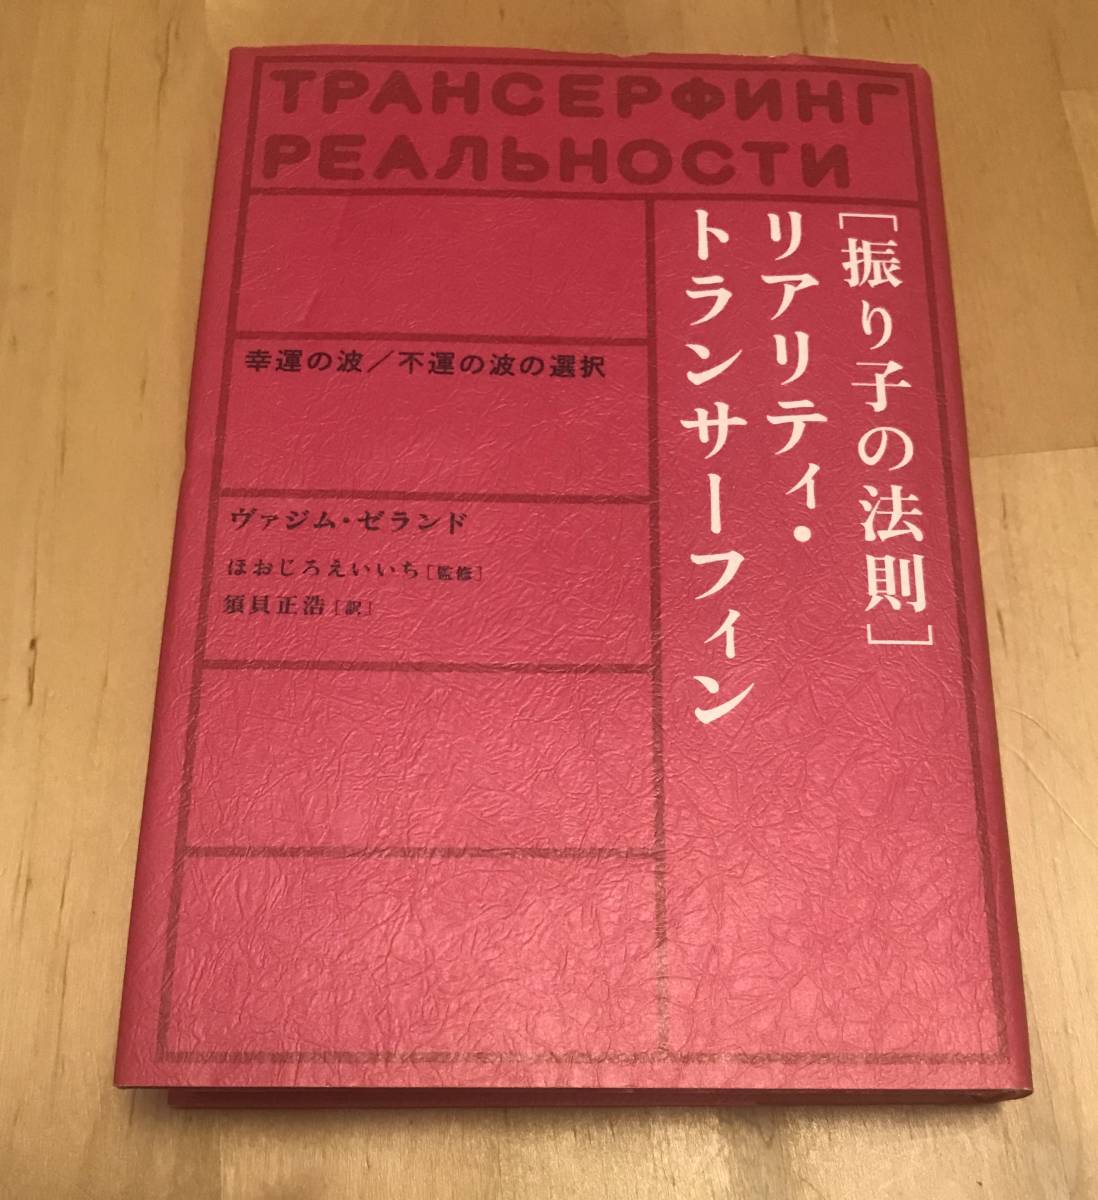 ТРАНСЕРФИНГ
РЕАЛЬНОСТИ
[振り子の法則]
リアリティ・
トランサーフィン
幸運の波／不運の波の選択
ヴァジム・ゼランド
ほおじろえいいち[監修]
須貝正浩[訳]